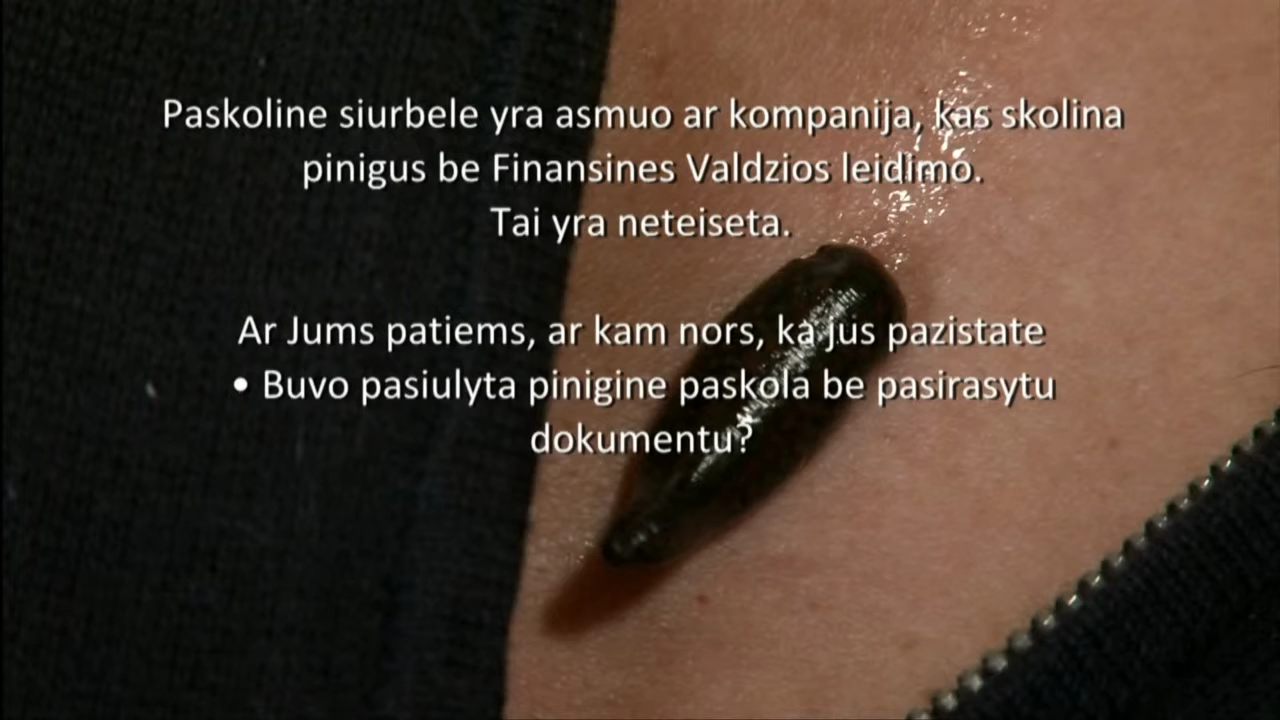 Paskoline siurbele yra asmuo ar kompanija, kas skolina
pinigus be Finansines Valdzios leidimo.
Tai yra neteiseta.
Ar Jums patiems, ar kam nors, ka jus pazistate
• Buvo pasiulyta pinigine paskola be pasirasytu
dokumentu?